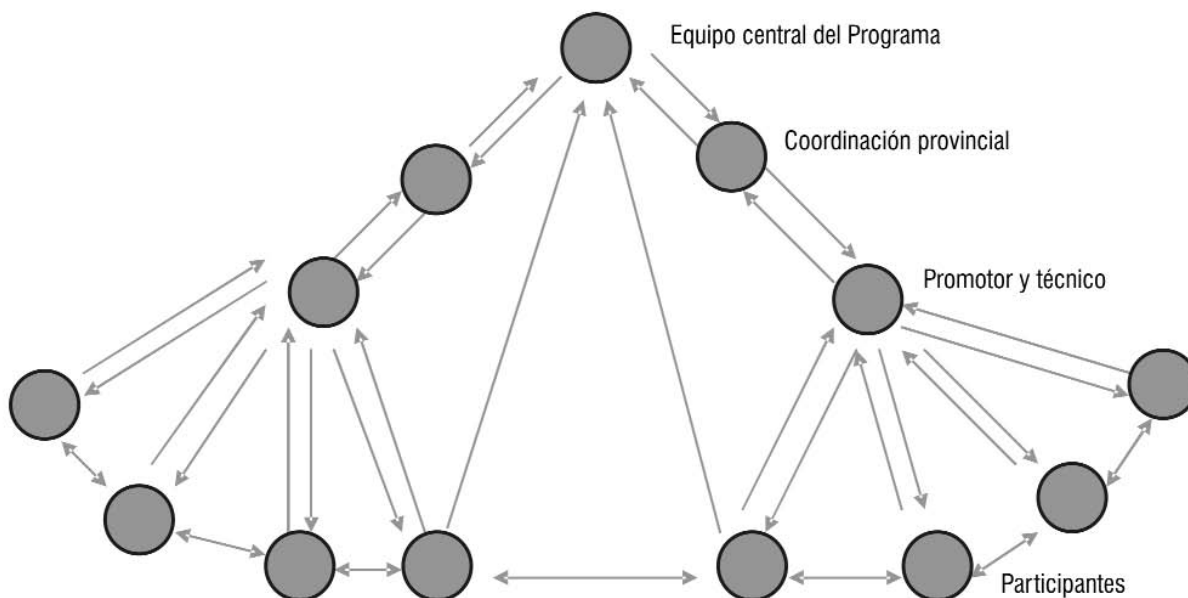 Equipo central del Programa
Coordinación provincial
Promotor y técnico
Participantes